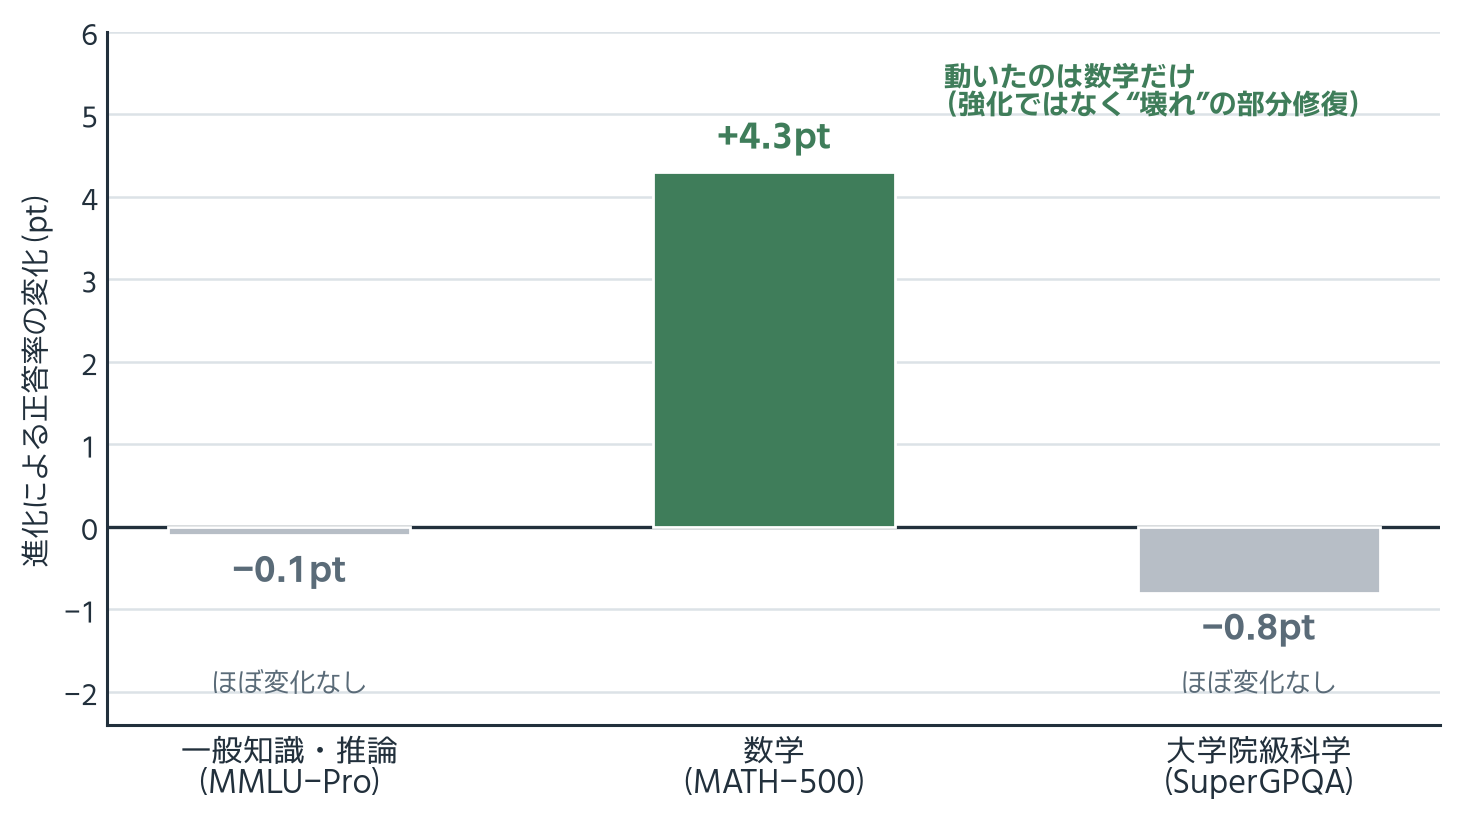 進化による正答率の変化 (pt)
6
5
4
3
2
1
0
−1
−2
動いたのは数学だけ
(強化ではなく“壊れ”の部分修復)
+4.3pt
−0.1pt
−0.8pt
ほぼ変化なし
ほぼ変化なし
一般知識・推論
(MMLU−Pro)
数学
(MATH−500)
大学院級科学
(SuperGPQA)